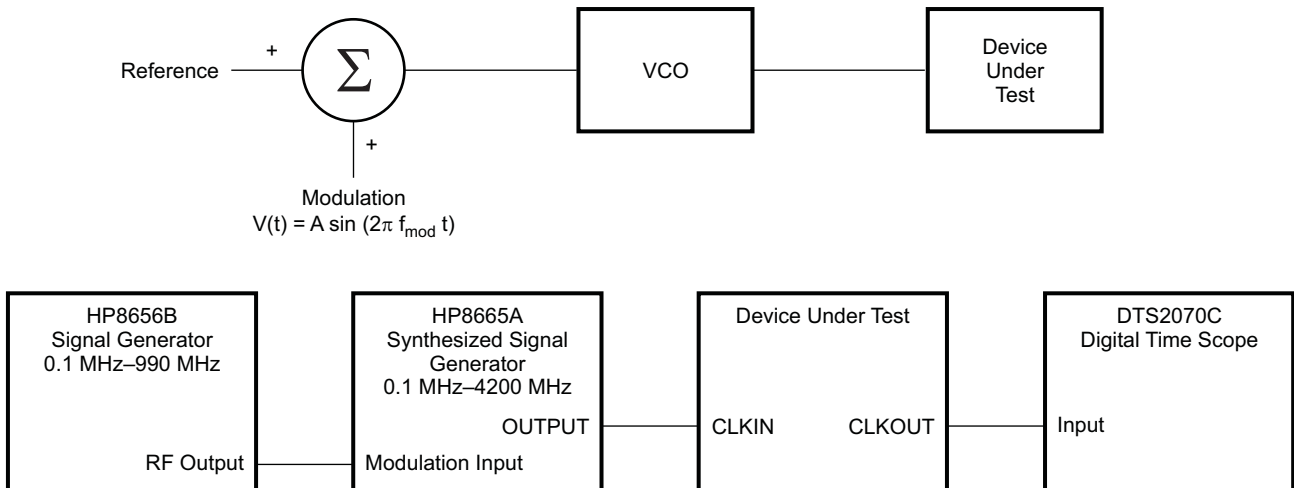 Reference
+
Σ
+
VCO
Device
Under
Test
Modulation
V(t) = A sin (2π f_mod t)
HP8656B
Signal Generator
0.1 MHz–990 MHz
RF Output
HP8665A
Synthesized Signal
Generator
0.1 MHz–4200 MHz
OUTPUT
Modulation Input
Device Under Test
CLKIN
CLKOUT
DTS2070C
Digital Time Scope
Input